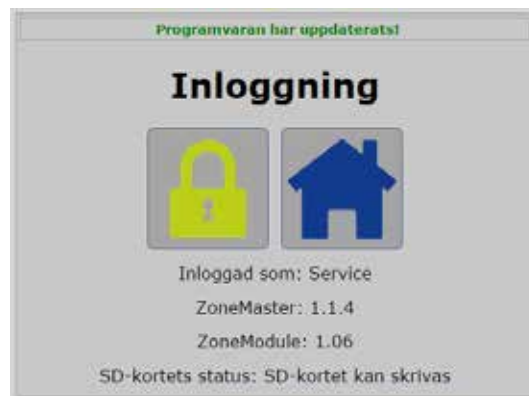 Programvaran har uppdaterats!
Inloggning
Inloggad som: Service
ZoneMaster: 1.1.4
ZoneModule: 1.06
SD-kortets status: SD-kortet kan skrivas